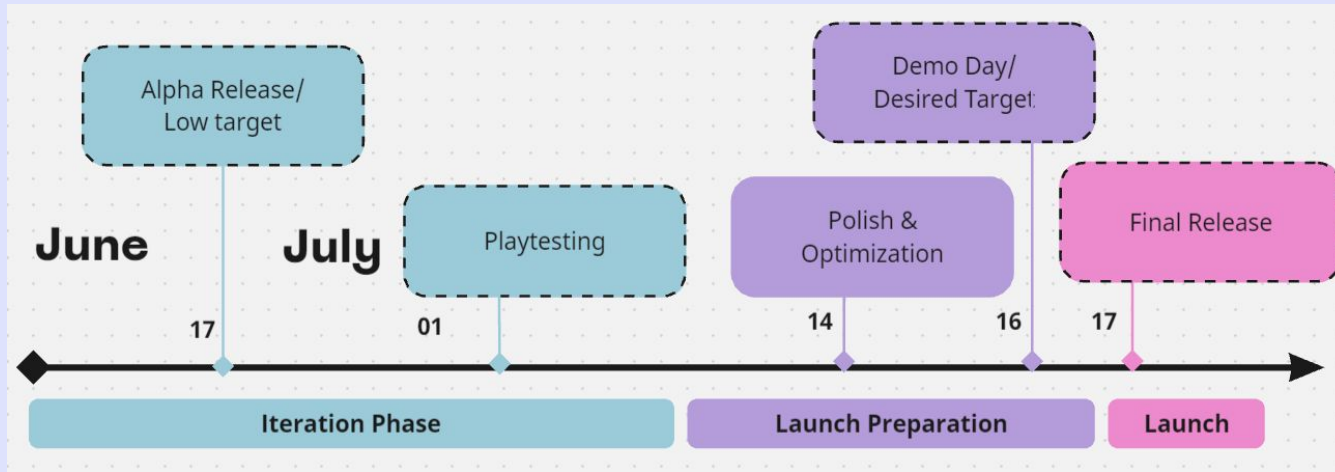 Alpha Release/
Low target
Demo Day/
Desired Target
June
July
Playtesting
Polish &
Optimization
Final Release
17
01
14
16
17
Iteration Phase
Launch Preparation
Launch